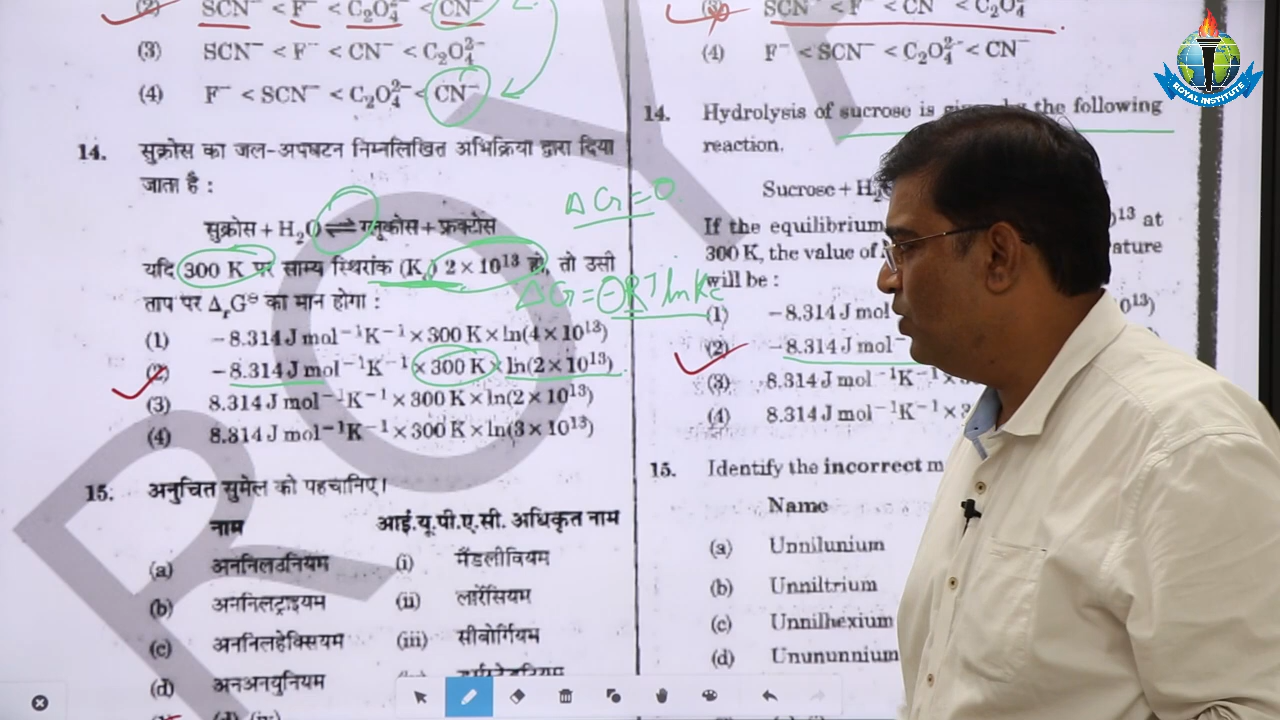 (2) SCN⁻ < F⁻ < C₂O₄²⁻ < CN⁻
(3) SCN⁻ < F⁻ < CN⁻ < C₂O₄²⁻
(4) F⁻ < SCN⁻ < C₂O₄²⁻ < CN⁻
14. सुक्रोस का जल-अपघटन निम्नलिखित अभिक्रिया द्वारा दिया
जाता है :
सुक्रोस + H₂O ⇌ ग्लूकोस + फ्रक्टोस
यदि 300 K पर साम्य स्थिरांक (K꜀) 2 × 10¹³ हो, तो उसी
ताप पर ΔᵣG⊖ का मान होगा :
(1) −8.314 J mol⁻¹K⁻¹ × 300 K × ln(4 × 10¹³)
(2) −8.314 J mol⁻¹K⁻¹ × 300 K × ln(2 × 10¹³)
(3) 8.314 J mol⁻¹K⁻¹ × 300 K × ln(2 × 10¹³)
(4) 8.314 J mol⁻¹K⁻¹ × 300 K × ln(3 × 10¹³)
ΔG = 0
ΔG = −RT ln Kc
15. अनुचित सुमेल को पहचानिए।
नाम आई.यू.पी.ए.सी. अधिकृत नाम
(a) अननिलउनियम (i) मेंडलीवियम
(b) अननिलट्राइयम (ii) लारेंसियम
(c) अननिलहेक्सियम (iii) सीबोर्गियम
(d) अनअनयुनियम
(3) SCN⁻ < F⁻ < CN⁻ < C₂O₄²⁻
(4) F⁻ < SCN⁻ < C₂O₄²⁻ < CN⁻
14. Hydrolysis of sucrose is given by the following
reaction.
Sucrose + H₂
If the equilibrium 10¹³ at
300 K, the value of
will be :
(1) −8.314 J mol 10¹³)
(2) −8.314 J mol⁻
(3) 8.314 J mol⁻¹K⁻¹ × 3
(4) 8.314 J mol⁻¹K⁻¹ × 3
15. Identify the incorrect m
Name
(a) Unnilunium
(b) Unniltrium
(c) Unnilhexium
(d) Unununnium
ROYAL INSTITUTE
ROY